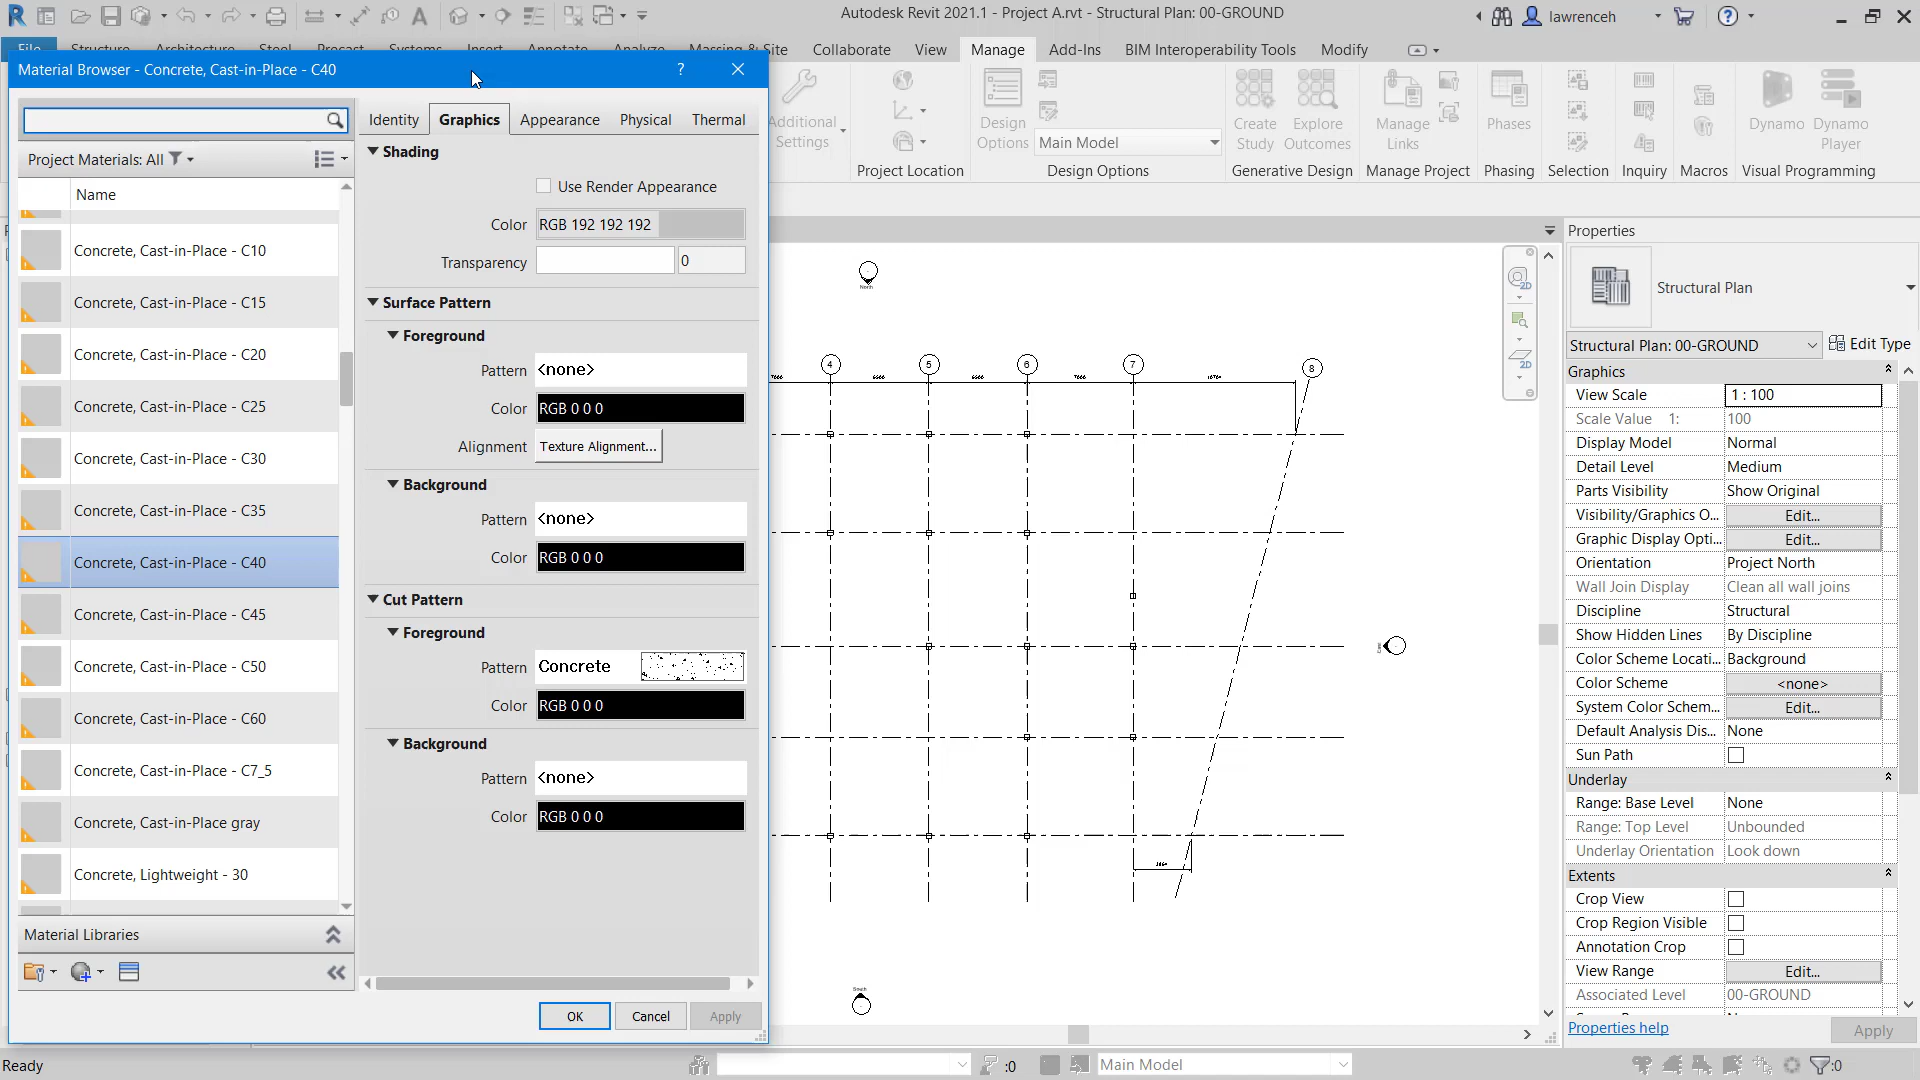 Autodesk Revit 2021.1 - Project A.rvt - Structural Plan: 00-GROUND
lawrenceh
File Structure Architecture Steel Precast Systems Insert Annotate Analyze Massing & Site Collaborate View Manage Add-Ins BIM Interoperability Tools Modify
Material Browser - Concrete, Cast-in-Place - C40
?
Additional Settings
Project Location
Design Options
Main Model
Design Options
Create Study
Explore Outcomes
Generative Design
Manage Links
Manage Project
Phases
Phasing
Selection
Inquiry
Macros
Dynamo
Dynamo Player
Visual Programming
Project Materials: All
Name
Concrete, Cast-in-Place - C10
Concrete, Cast-in-Place - C15
Concrete, Cast-in-Place - C20
Concrete, Cast-in-Place - C25
Concrete, Cast-in-Place - C30
Concrete, Cast-in-Place - C35
Concrete, Cast-in-Place - C40
Concrete, Cast-in-Place - C45
Concrete, Cast-in-Place - C50
Concrete, Cast-in-Place - C60
Concrete, Cast-in-Place - C7_5
Concrete, Cast-in-Place gray
Concrete, Lightweight - 30
Material Libraries
Identity Graphics Appearance Physical Thermal
Shading
Use Render Appearance
Color RGB 192 192 192
Transparency 0
Surface Pattern
Foreground
Pattern <none>
Color RGB 0 0 0
Alignment Texture Alignment...
Background
Pattern <none>
Color RGB 0 0 0
Cut Pattern
Foreground
Pattern Concrete
Color RGB 0 0 0
Background
Pattern <none>
Color RGB 0 0 0
OK Cancel Apply
North
4 5 6 7 8
South
2D
2D
Properties
Structural Plan
Structural Plan: 00-GROUND Edit Type
Graphics
View Scale 1 : 100
Scale Value 1: 100
Display Model Normal
Detail Level Medium
Parts Visibility Show Original
Visibility/Graphics O... Edit...
Graphic Display Opti... Edit...
Orientation Project North
Wall Join Display Clean all wall joins
Discipline Structural
Show Hidden Lines By Discipline
Color Scheme Locati... Background
Color Scheme <none>
System Color Schem... Edit...
Default Analysis Dis... None
Sun Path
Underlay
Range: Base Level None
Range: Top Level Unbounded
Underlay Orientation Look down
Extents
Crop View
Crop Region Visible
Annotation Crop
View Range Edit...
Associated Level 00-GROUND
Properties help Apply
Ready
:0
Main Model
:0